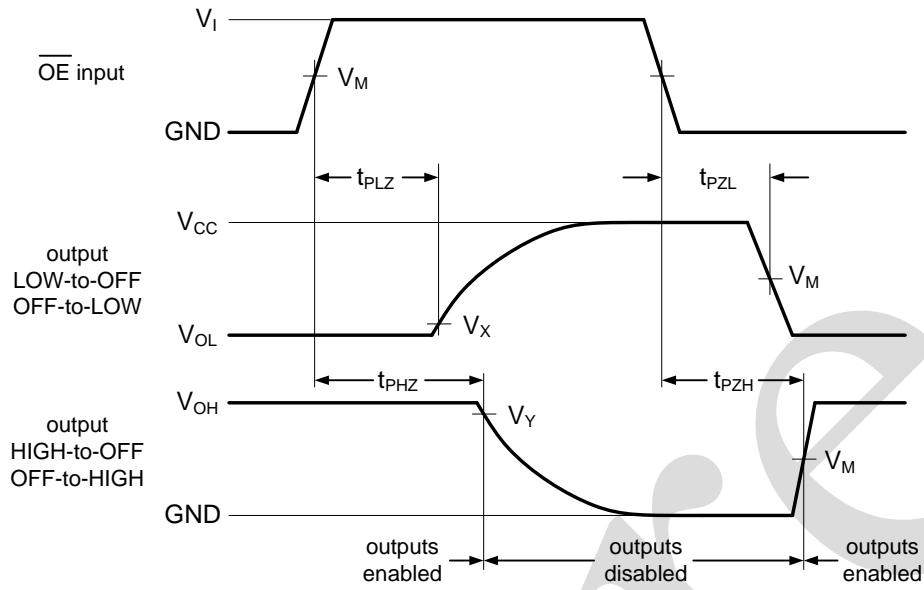 V_I
OE input
V_M
GND
t_PLZ
t_PZL
V_CC
output
LOW-to-OFF
OFF-to-LOW
V_M
V_X
V_OL
t_PHZ
t_PZH
V_OH
V_Y
output
HIGH-to-OFF
OFF-to-HIGH
V_M
GND
outputs
enabled
outputs
disabled
outputs
enabled